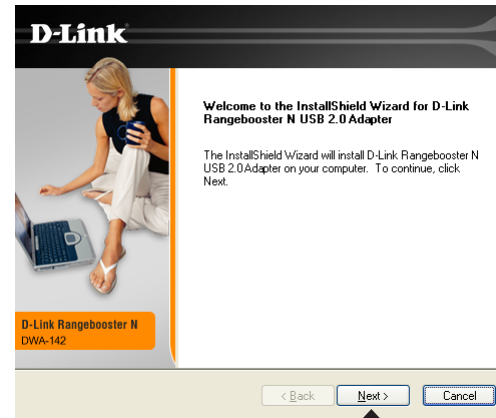 D-Link
Welcome to the InstallShield Wizard for D-Link
Rangebooster N USB 2.0 Adapter
The InstallShield Wizard will install D-Link Rangebooster N
USB 2.0 Adapter on your computer. To continue, click
Next.
D-Link Rangebooster N
DWA-142
< Back
Next >
Cancel